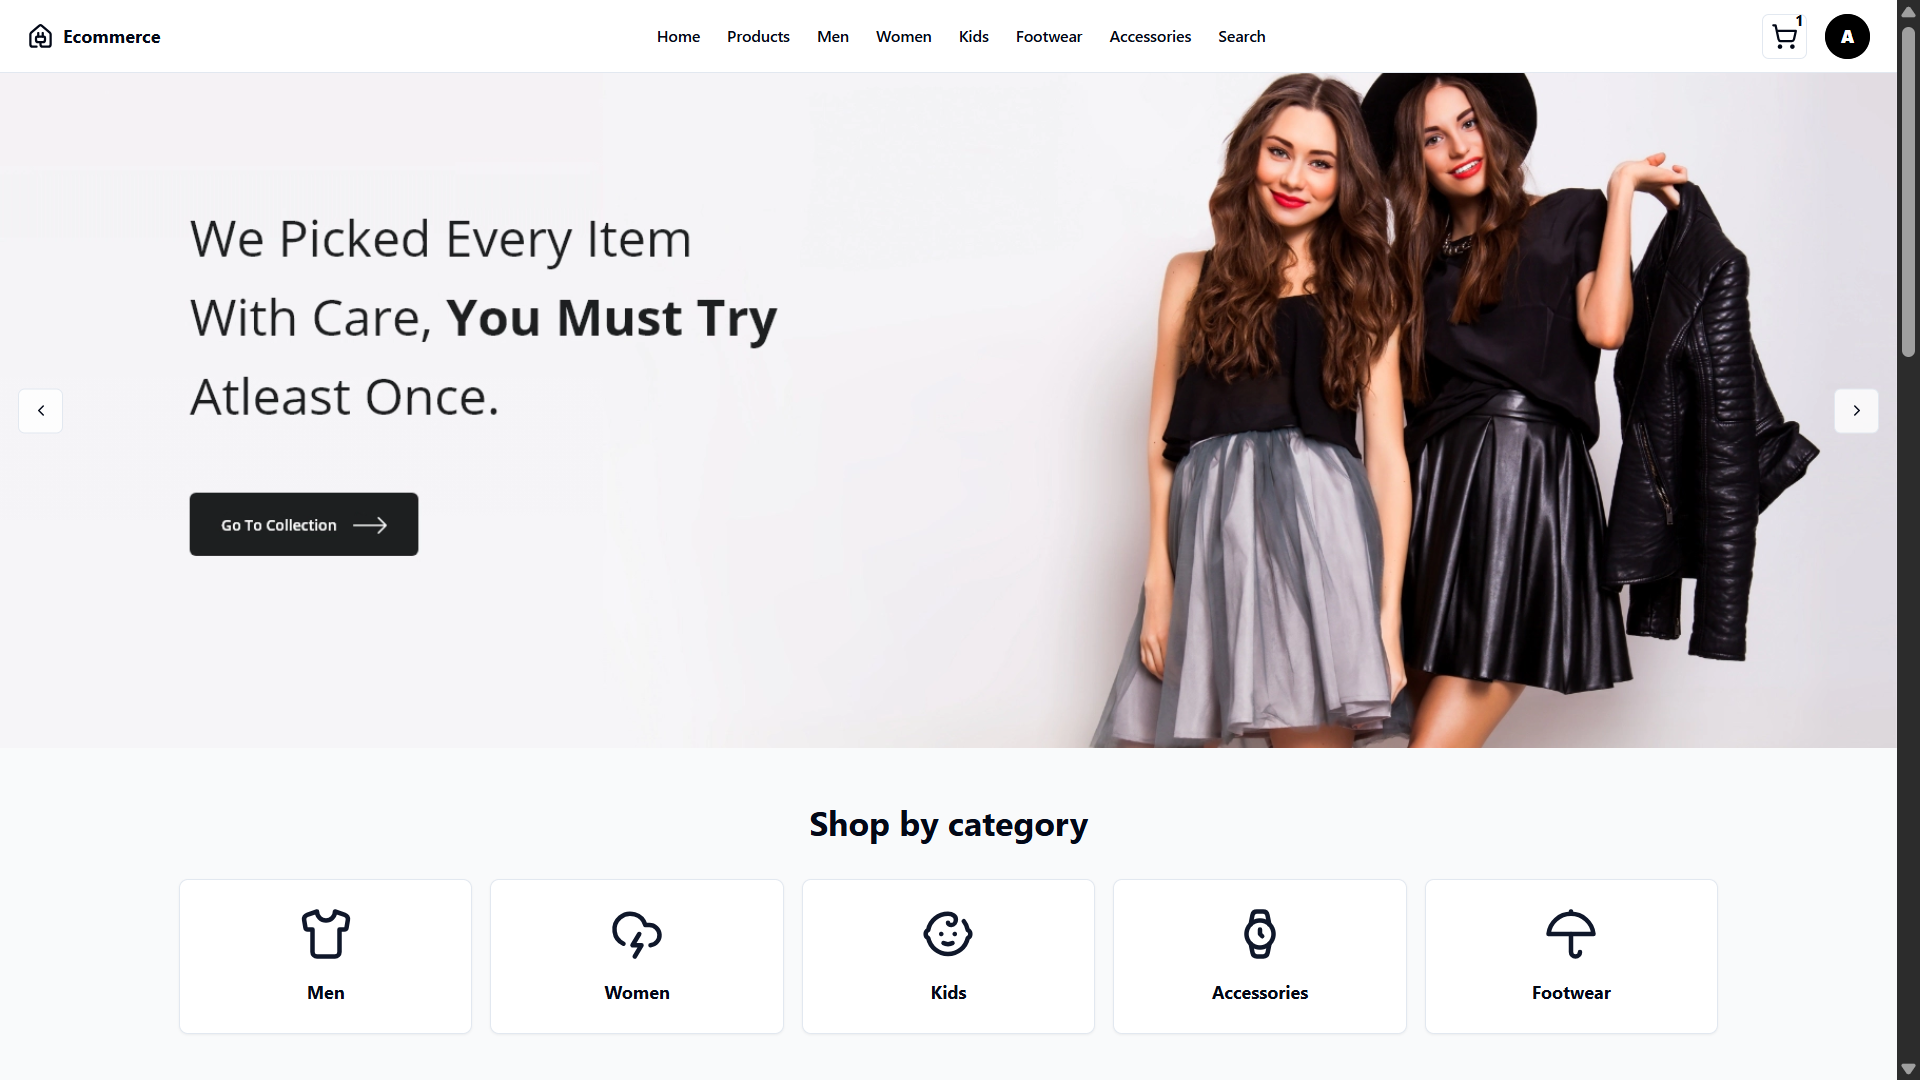 Ecommerce
Home Products Men Women Kids Footwear Accessories Search
1
A
We Picked Every Item
With Care, You Must Try
Atleast Once.
Go To Collection
Shop by category
Men
Women
Kids
Accessories
Footwear